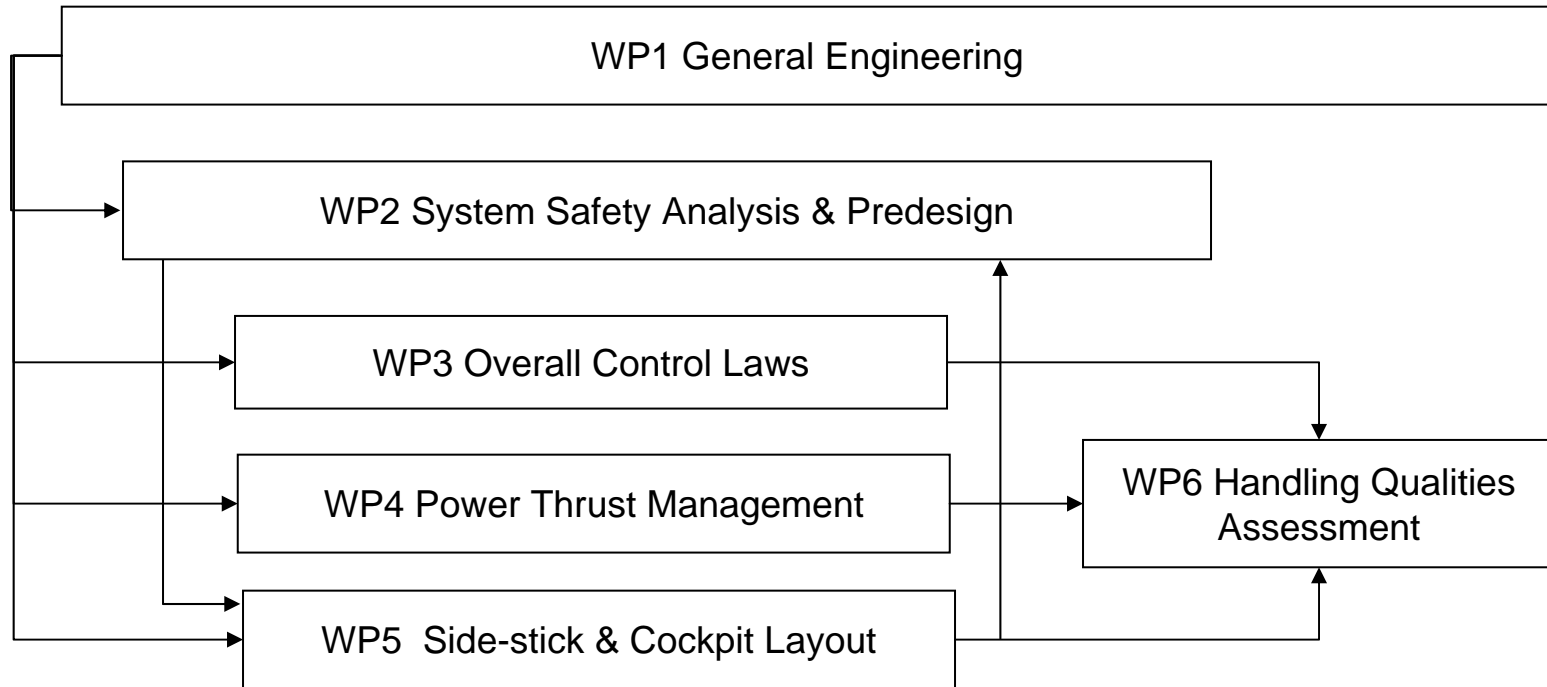 WP1 General Engineering
WP2 System Safety Analysis & Predesign
WP3 Overall Control Laws
WP4 Power Thrust Management
WP6 Handling Qualities
Assessment
WP5  Side-stick & Cockpit Layout